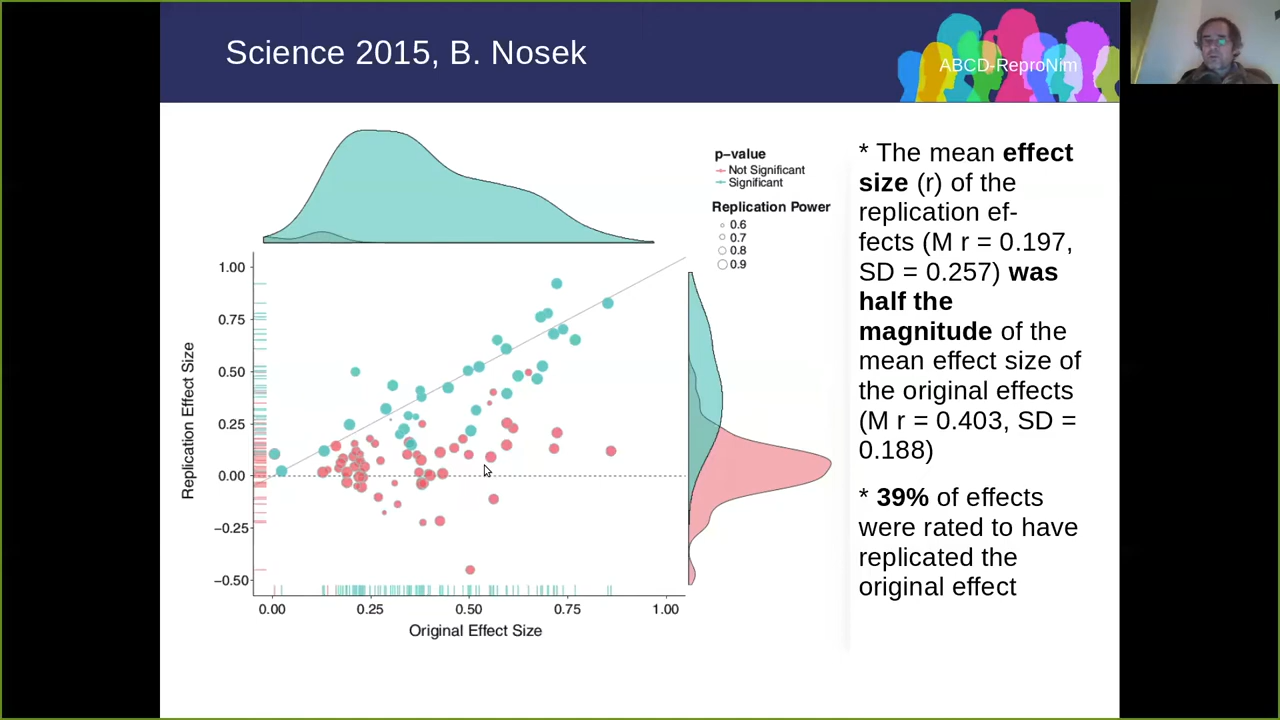 Science 2015, B. Nosek
ABCD-ReproNim
p−value
Not Significant
Significant
Replication Power
0.6
0.7
0.8
0.9
1.00
0.75
0.50
0.25
0.00
−0.25
−0.50
Replication Effect Size
0.00 0.25 0.50 0.75 1.00
Original Effect Size
* The mean effect
size (r) of the
replication ef-
fects (M r = 0.197,
SD = 0.257) was
half the
magnitude of the
mean effect size of
the original effects
(M r = 0.403, SD =
0.188)
* 39% of effects
were rated to have
replicated the
original effect